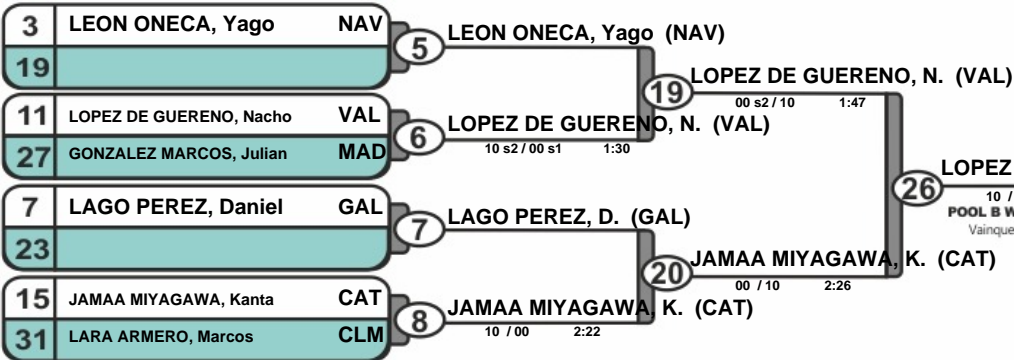 3 LEON ONECA, Yago NAV
19
5
LEON ONECA, Yago (NAV)
11 LOPEZ DE GUERENO, Nacho VAL
27 GONZALEZ MARCOS, Julian MAD
6
LOPEZ DE GUERENO, N. (VAL)
10 s2 / 00 s1 1:30
19
LOPEZ DE GUERENO, N. (VAL)
00 s2 / 10 1:47
7 LAGO PEREZ, Daniel GAL
23
7
LAGO PEREZ, D. (GAL)
15 JAMAA MIYAGAWA, Kanta CAT
31 LARA ARMERO, Marcos CLM
8
JAMAA MIYAGAWA, K. (CAT)
10 / 00 2:22
20
JAMAA MIYAGAWA, K. (CAT)
00 / 10 2:26
26
LOPEZ
10 /
POOL B W
Vainque